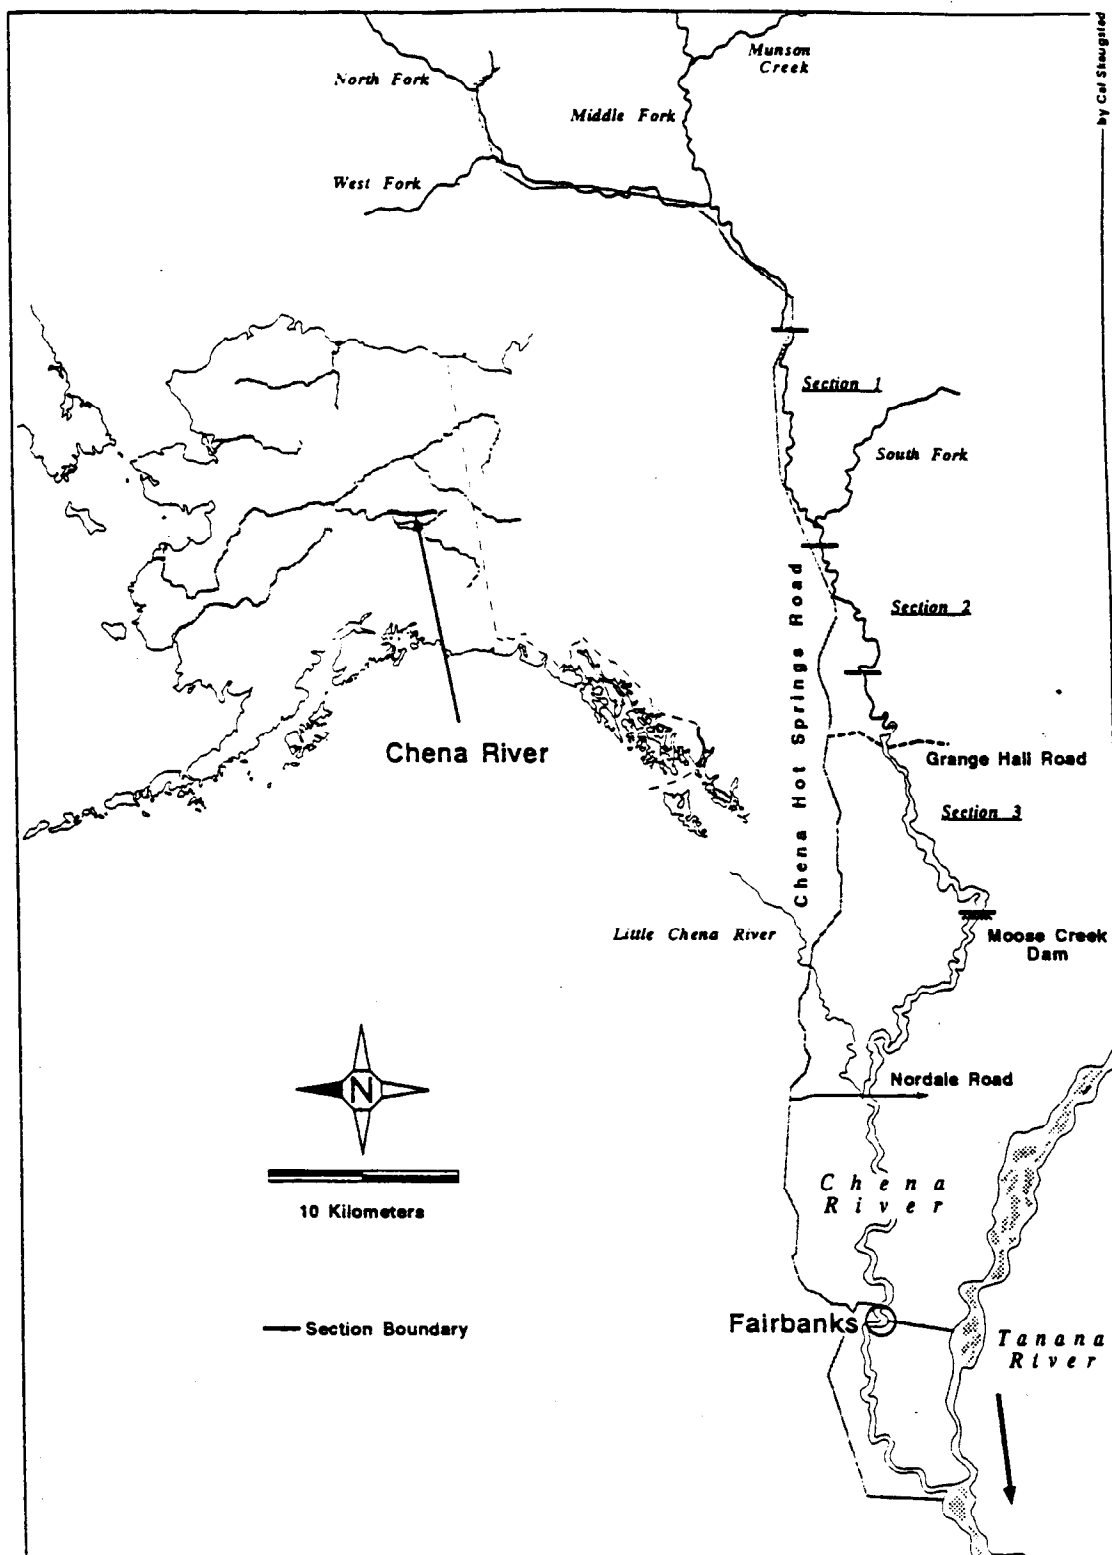 by Cal Skaugstad
Munson
Creek
North Fork
Middle Fork
West Fork
Section 1
South Fork
Chena Hot Springs Road
Section 2
Chena River
Grange Hall Road
Section 3
Little Chena River
Moose Creek
Dam
N
Nordale Road
Chena
River
10 Kilometers
Fairbanks
Section Boundary
Tanana
River